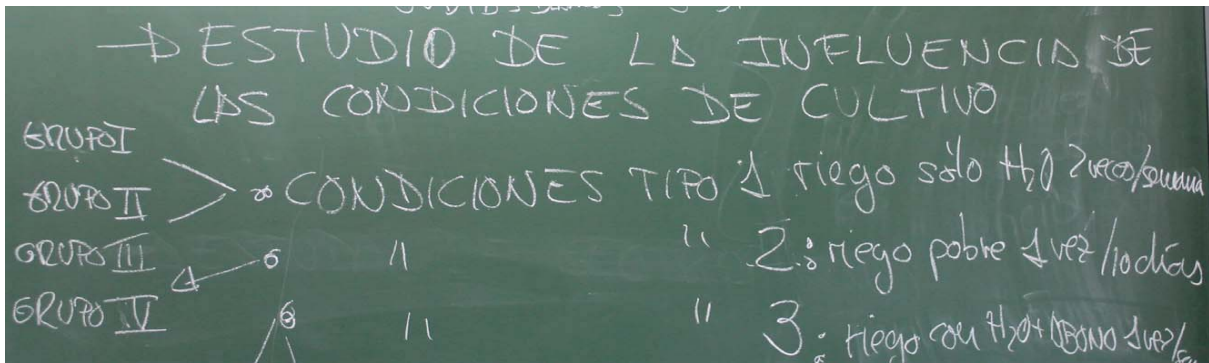 → ESTUDIO DE LA INFLUENCIA DE
LAS CONDICIONES DE CULTIVO
GRUPO I
GRUPO II
GRUPO III
GRUPO IV
CONDICIONES TIPO 1 riego sólo H2O 2 veces/semana
" " 2: riego pobre 1 vez/10 días
" " 3: riego con H2O + ABONO 1 vez/